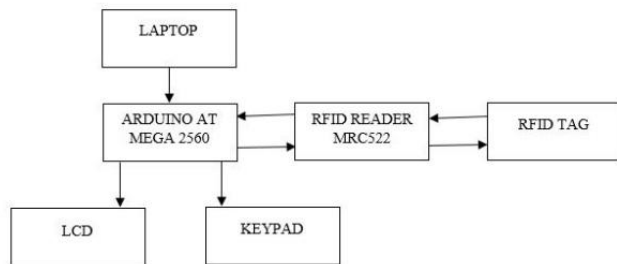 LAPTOP
ARDUINO AT
MEGA 2560
RFID READER
MRC522
RFID TAG
LCD
KEYPAD